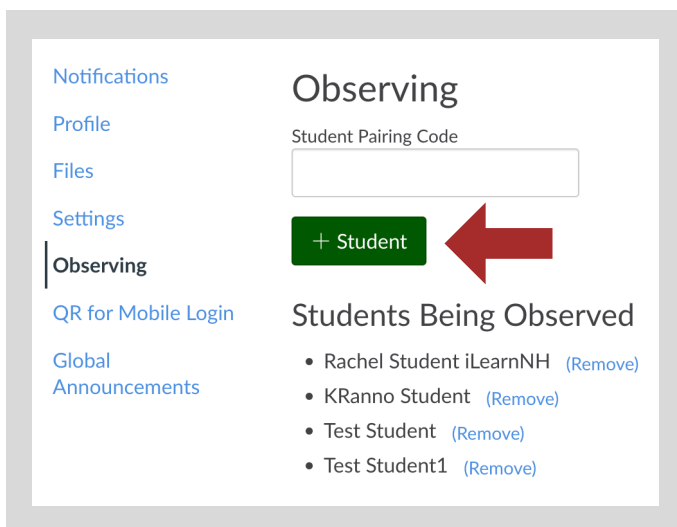 Notifications
Profile
Files
Settings
Observing
QR for Mobile Login
Global
Announcements
Observing
Student Pairing Code
+ Student
Students Being Observed
• Rachel Student iLearnNH (Remove)
• KRanno Student (Remove)
• Test Student (Remove)
• Test Student1 (Remove)